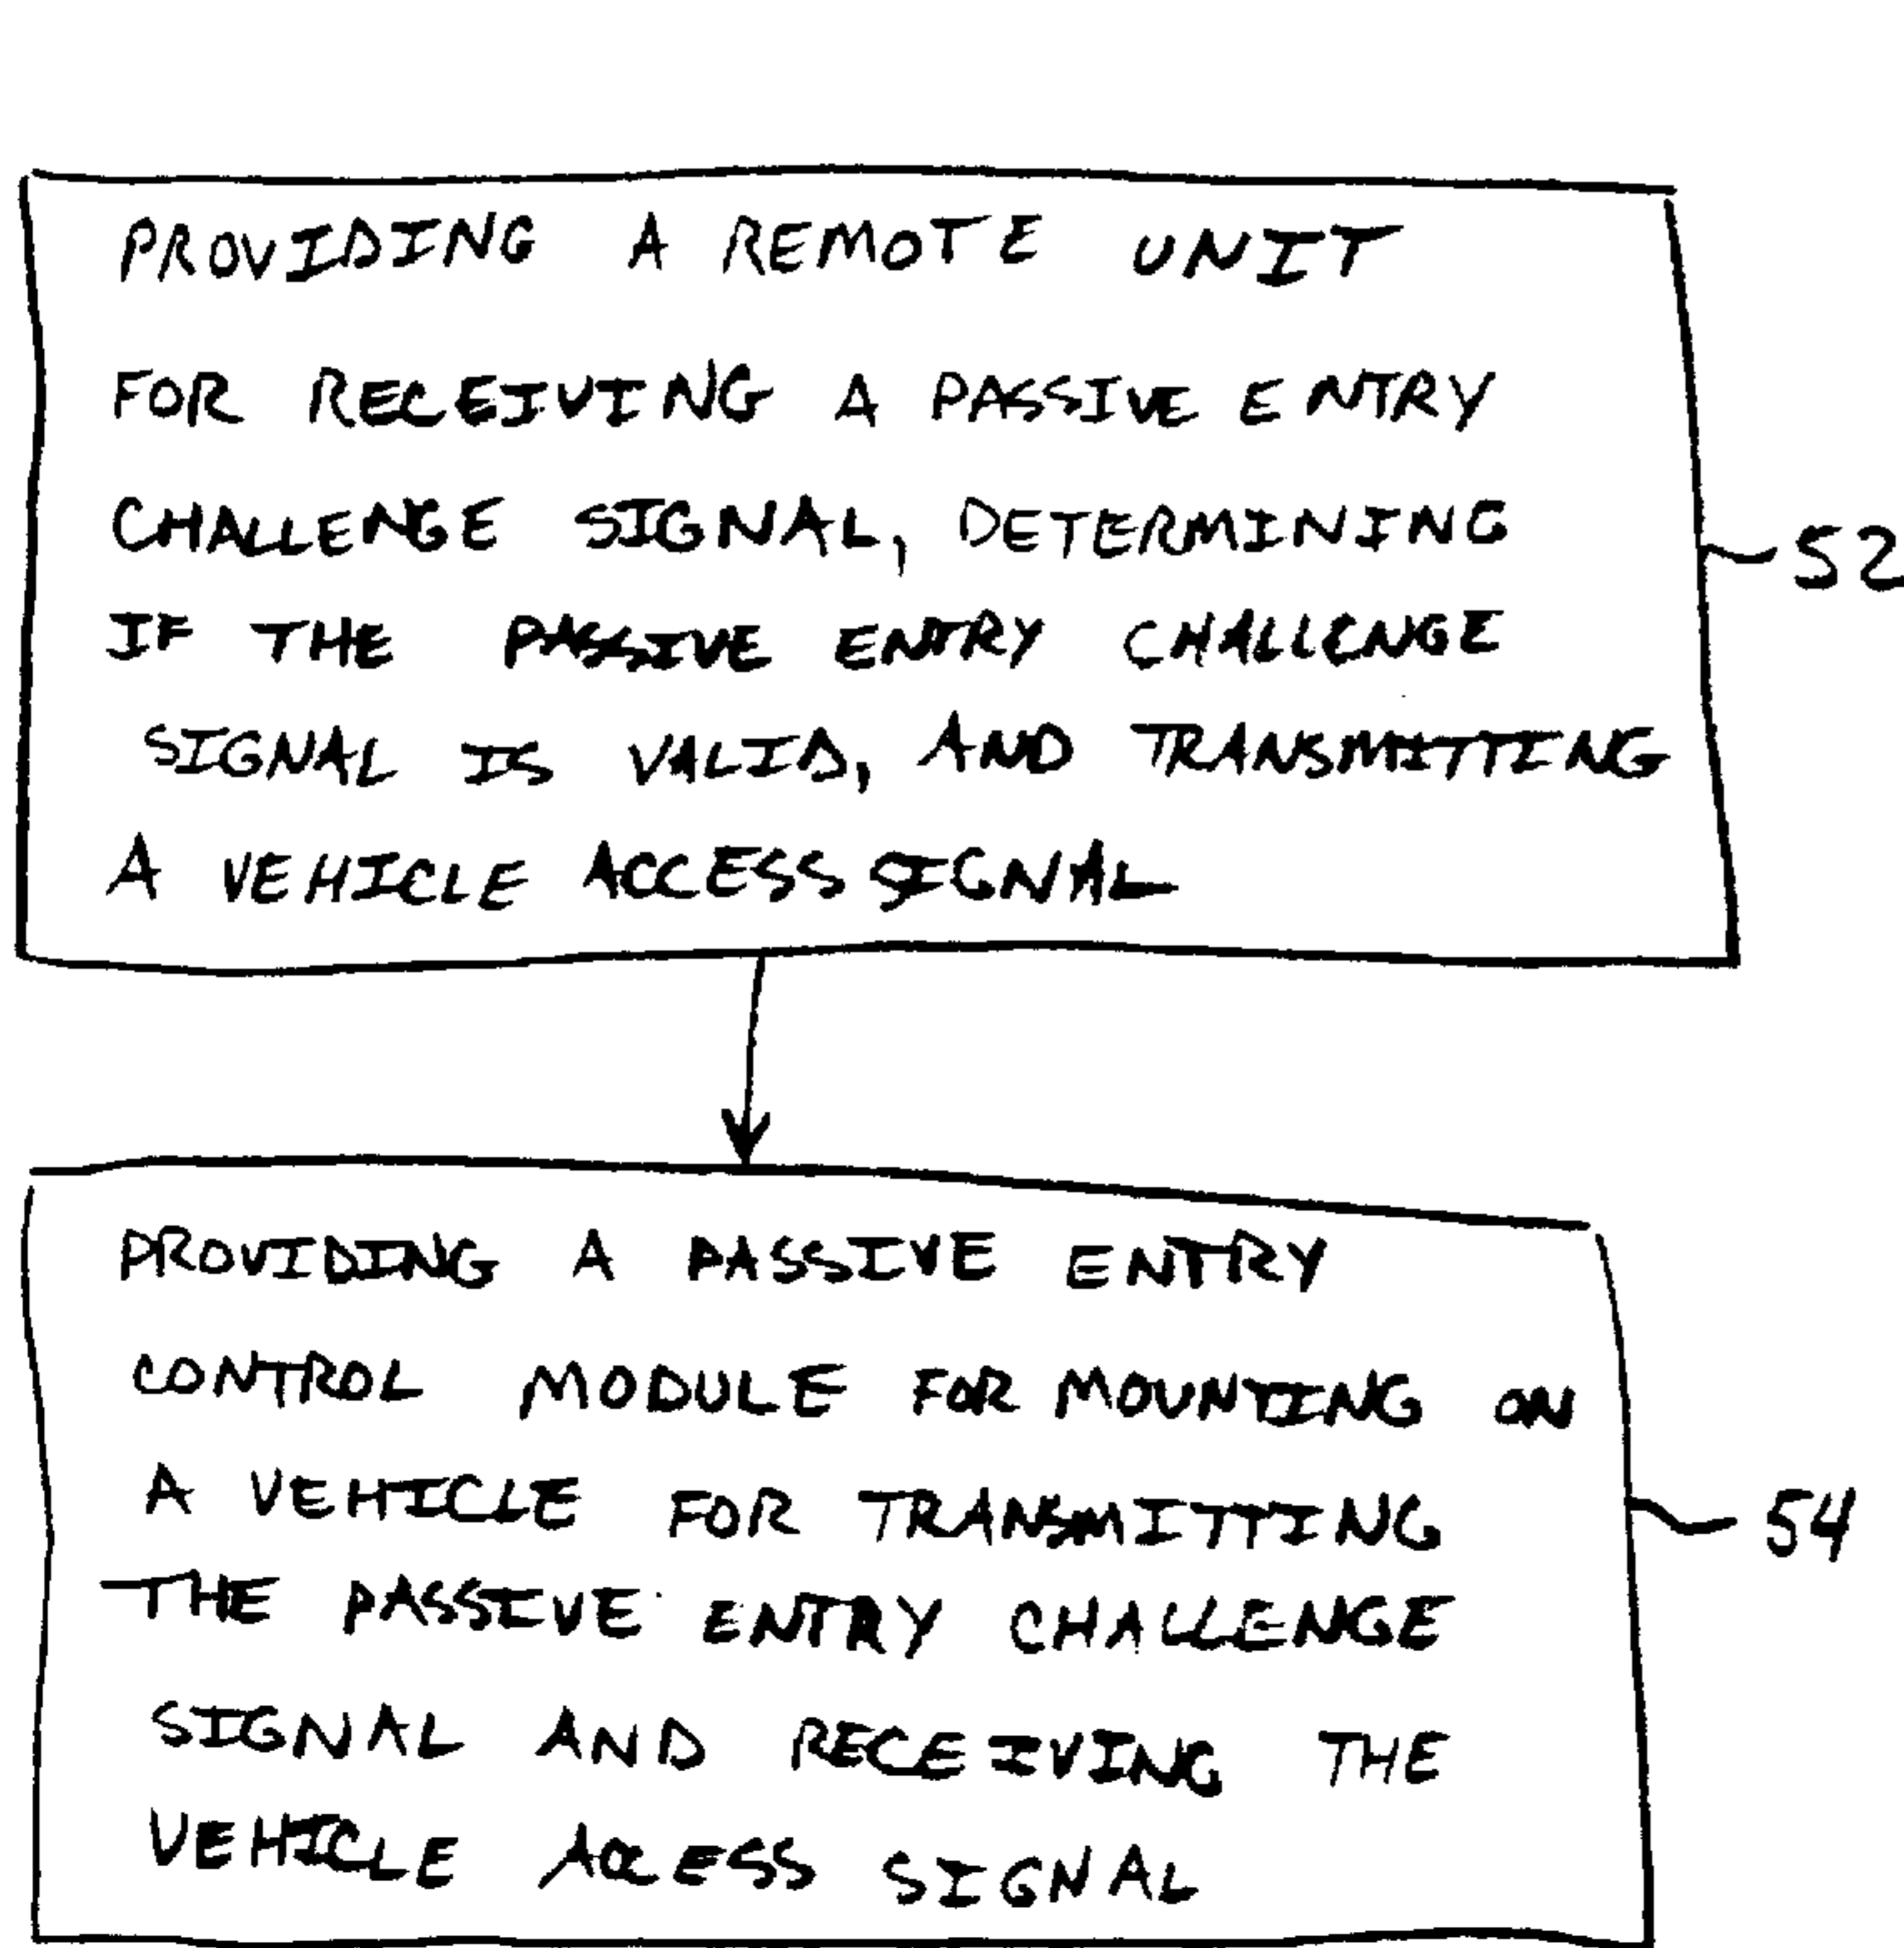 PROVIDING A REMOTE UNIT
FOR RECEIVING A PASSIVE ENTRY
CHALLENGE SIGNAL, DETERMINING
IF THE PASSIVE ENTRY CHALLENGE
SIGNAL IS VALID, AND TRANSMITTING
A VEHICLE ACCESS SIGNAL
52
PROVIDING A PASSIVE ENTRY
CONTROL MODULE FOR MOUNTING ON
A VEHICLE FOR TRANSMITTING
THE PASSIVE ENTRY CHALLENGE
SIGNAL AND RECEIVING THE
VEHICLE ACCESS SIGNAL
54